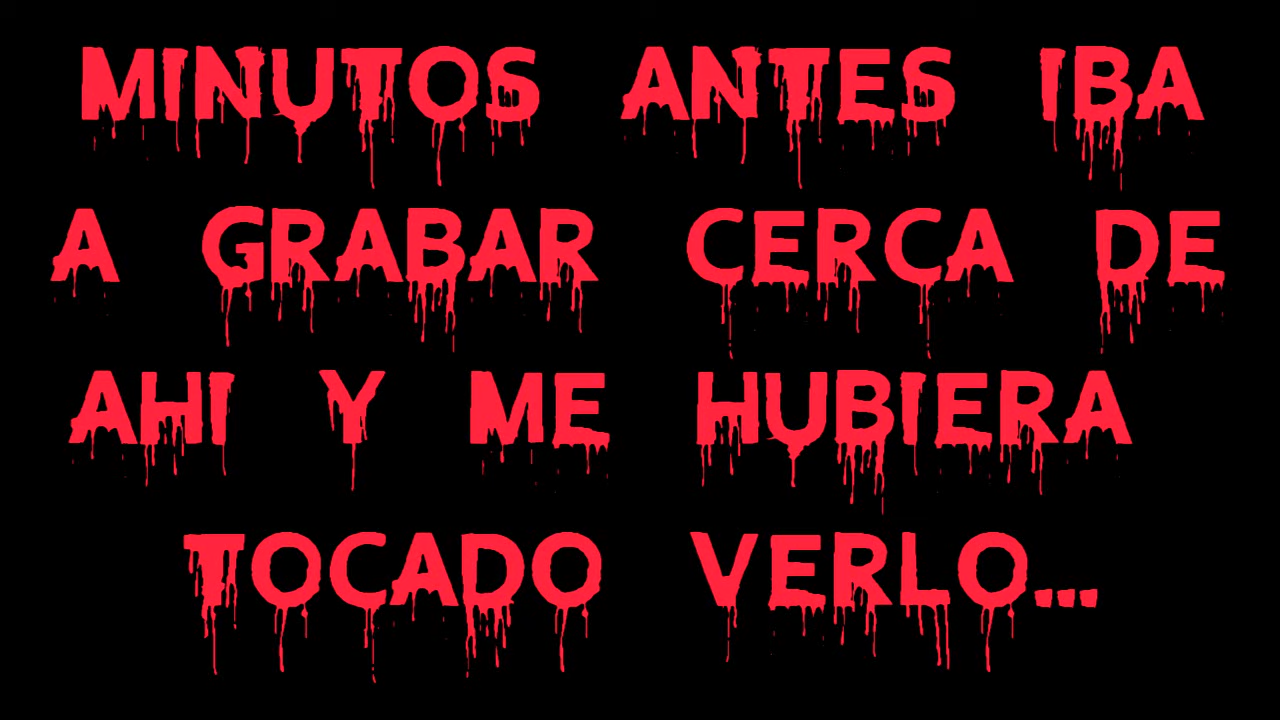 MINUTOS ANTES IBA
A GRABAR CERCA DE
AHI Y ME HUBIERA
TOCADO VERLO...